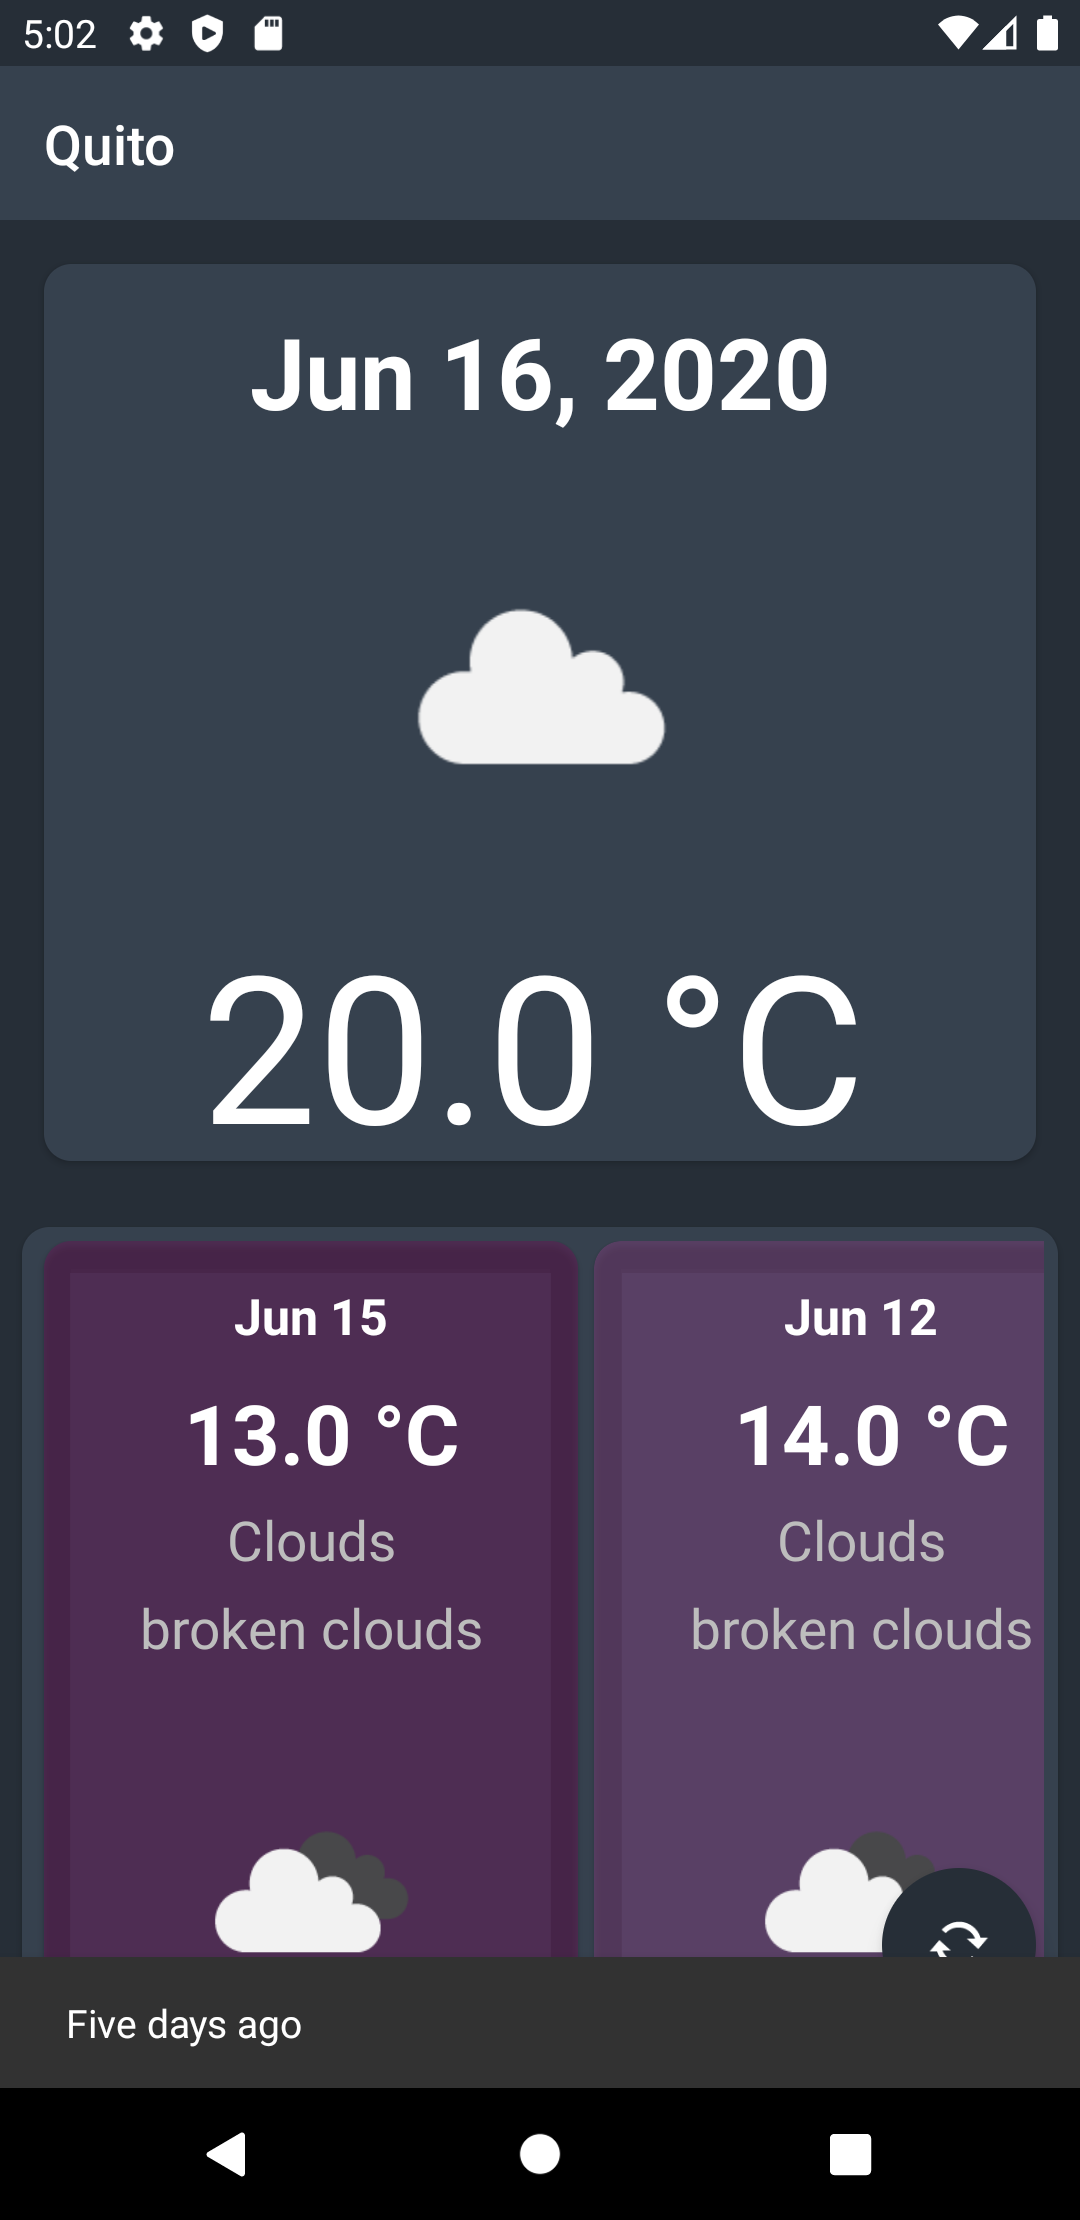 5:02
Quito
Jun 16, 2020
20.0 °C
Jun 15
13.0 °C
Clouds
broken clouds
Jun 12
14.0 °C
Clouds
broken clouds
Five days ago